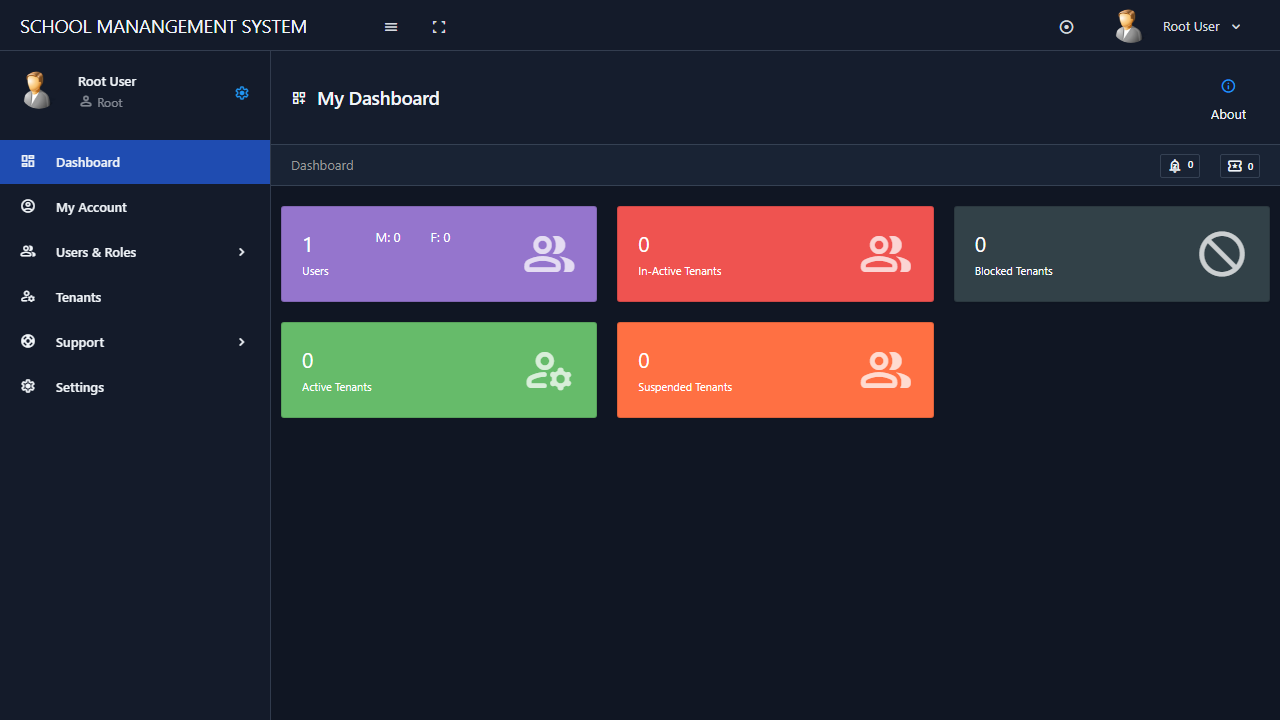 SCHOOL MANANGEMENT SYSTEM
Root User
Root User
Root
My Dashboard
About
Dashboard
My Account
Users & Roles
Tenants
Support
Settings
Dashboard
0
0
1
M: 0
F: 0
Users
0
In-Active Tenants
0
Blocked Tenants
0
Active Tenants
0
Suspended Tenants